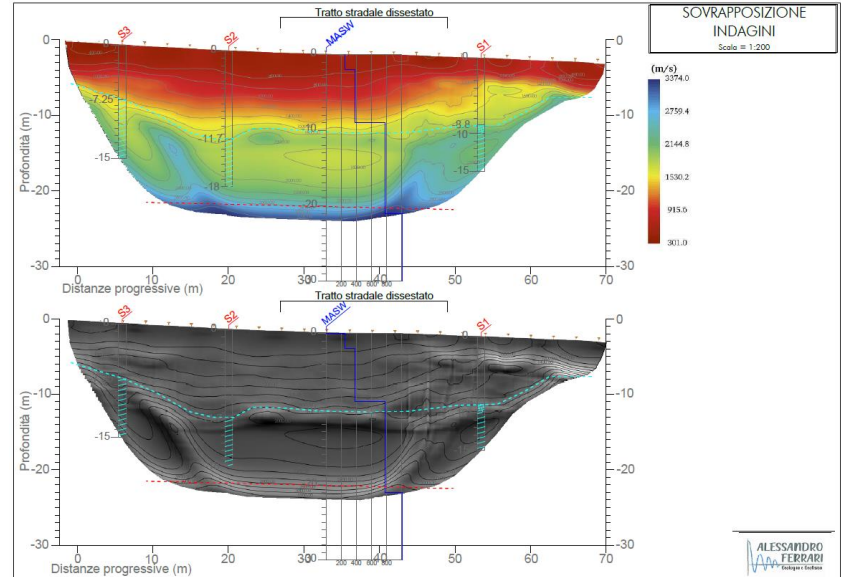 SOVRAPPOSIZIONE
INDAGINI
Scala = 1:200
Tratto stradale dissestato
S3
S2
MASW
S1
0
-10
-20
-30
Profondità (m)
-7.25
-15
-11.7
-18
-10
-20
-9.8
-10
-15
0
-10
-20
-30
0
10
20
30
40
50
60
70
200 400 600 800
Distanze progressive (m)
(m/s)
3374.0
2759.4
2144.8
1530.2
915.6
301.0
Tratto stradale dissestato
S3
S2
MASW
S1
0
-10
-20
-30
Profondità (m)
-15
0
-10
-20
-30
0
10
20
30
40
50
60
70
200 400 600 800
Distanze progressive (m)
ALESSANDRO
FERRARI